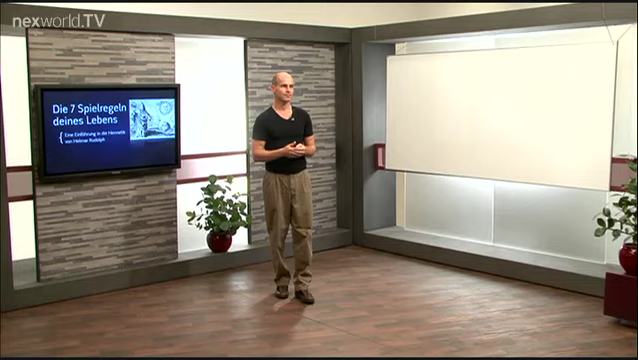 nexworld.TV
Die 7 Spielregeln
deines Lebens
Eine Einführung in die Hermetik
von Helmar Rudolph